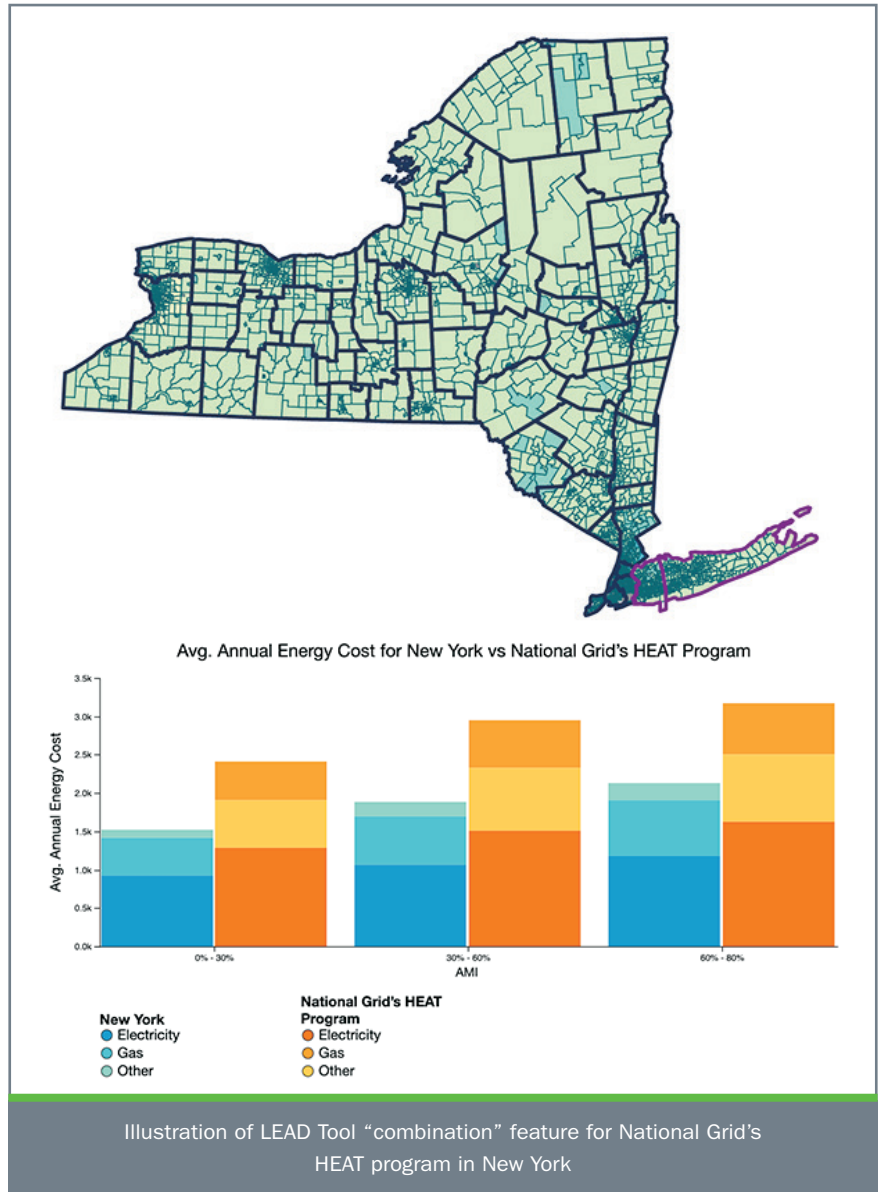 Avg. Annual Energy Cost for New York vs National Grid's HEAT Program
Avg. Annual Energy Cost
3.5k
3.0k
2.5k
2.0k
1.5k
1.0k
0.5k
0.0k
0% - 30%
30% - 60%
60% - 80%
AMI
New York
Electricity
Gas
Other
National Grid's HEAT
Program
Electricity
Gas
Other
Illustration of LEAD Tool “combination” feature for National Grid’s
HEAT program in New York